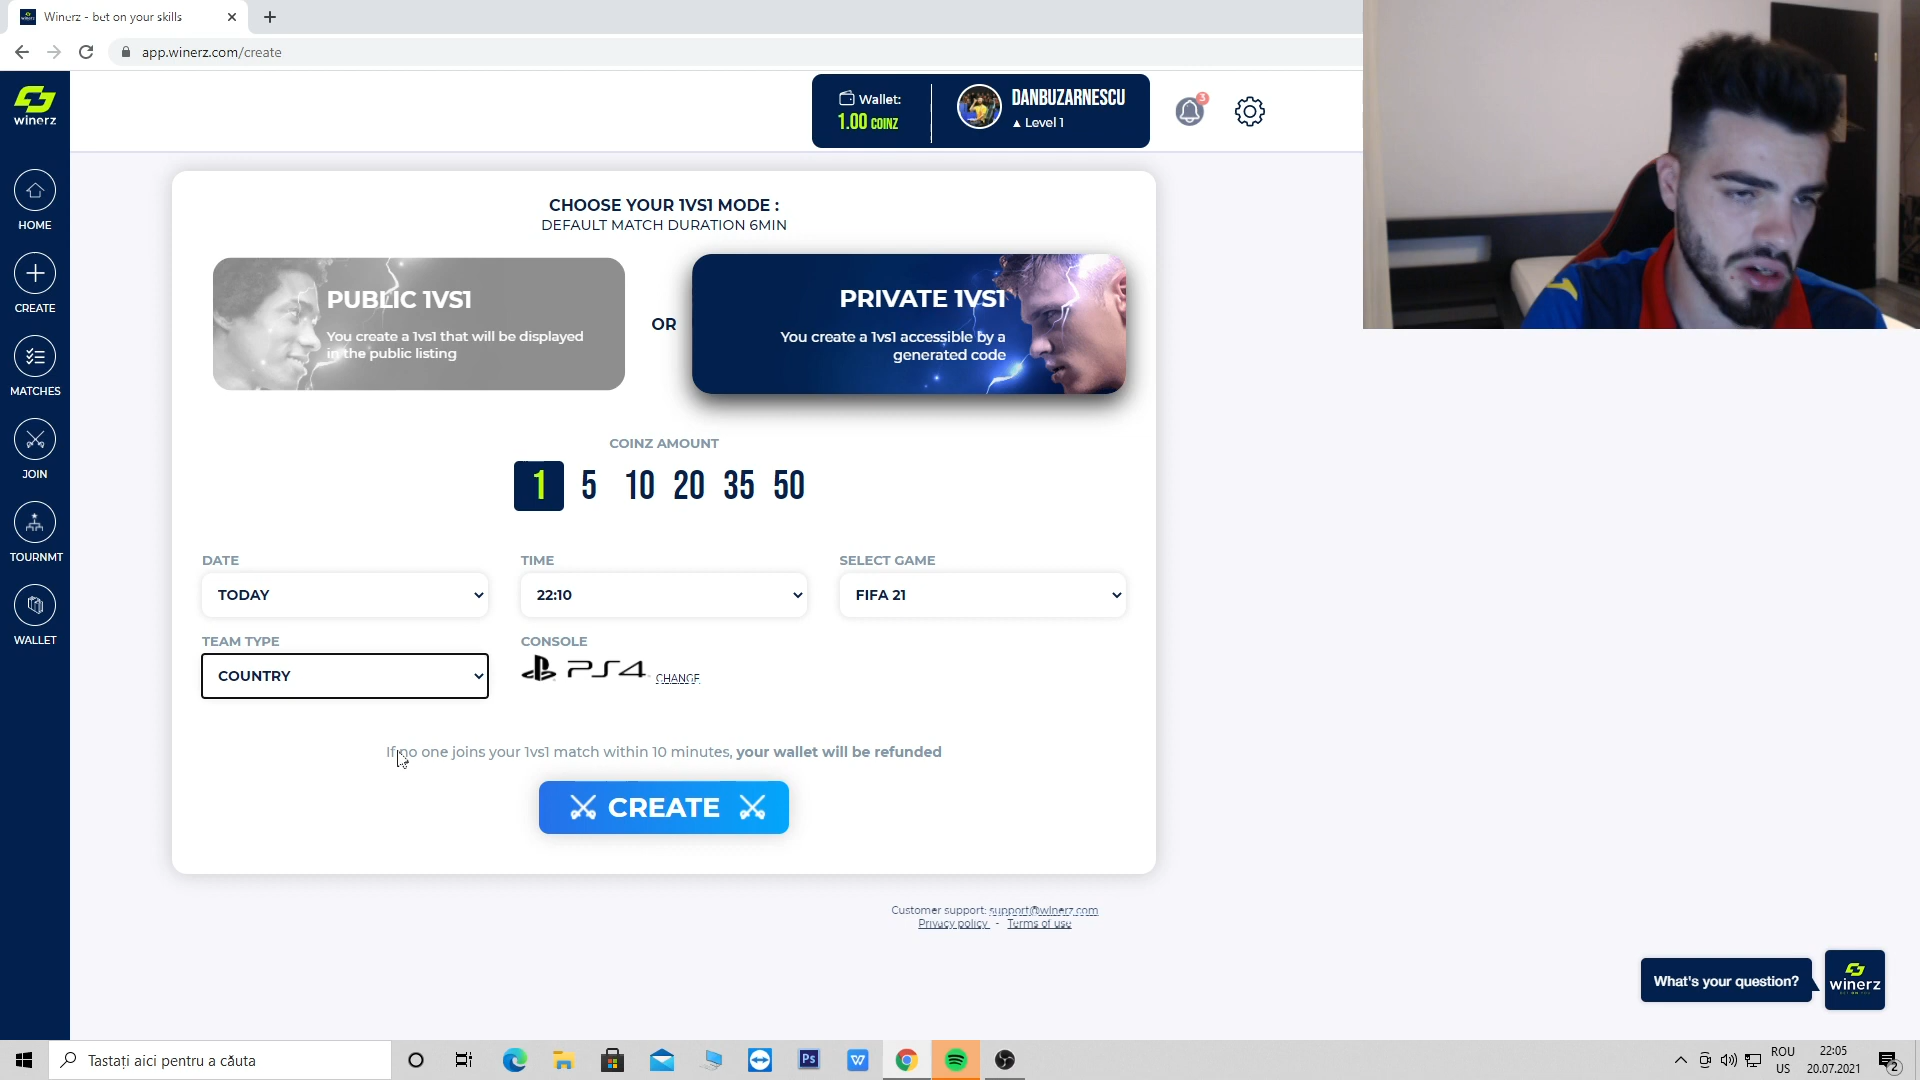 Winerz - bet on your skills
app.winerz.com/create
winerz
Wallet:
1.00 COINZ
DANBUZARNESCU
▲ Level 1
3
HOME
CREATE
MATCHES
JOIN
TOURNMT
WALLET
CHOOSE YOUR 1VS1 MODE :
DEFAULT MATCH DURATION 6MIN
PUBLIC 1VS1
You create a 1vs1 that will be displayed
in the public listing
OR
PRIVATE 1VS1
You create a 1vs1 accessible by a
generated code
COINZ AMOUNT
1 5 10 20 35 50
DATE
TODAY
TIME
22:10
SELECT GAME
FIFA 21
TEAM TYPE
COUNTRY
CONSOLE
PS4 CHANGE
If no one joins your 1vs1 match within 10 minutes, your wallet will be refunded
CREATE
Customer support: support@winerz.com
Privacy policy - Terms of use
What's your question?
winerz
Tastați aici pentru a căuta
Ps
W
ROU
US
22:05
20.07.2021
2